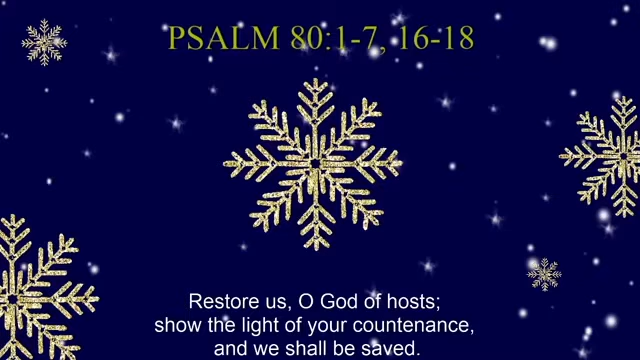 PSALM 80:1-7, 16-18
Restore us, O God of hosts;
show the light of your countenance,
and we shall be saved.